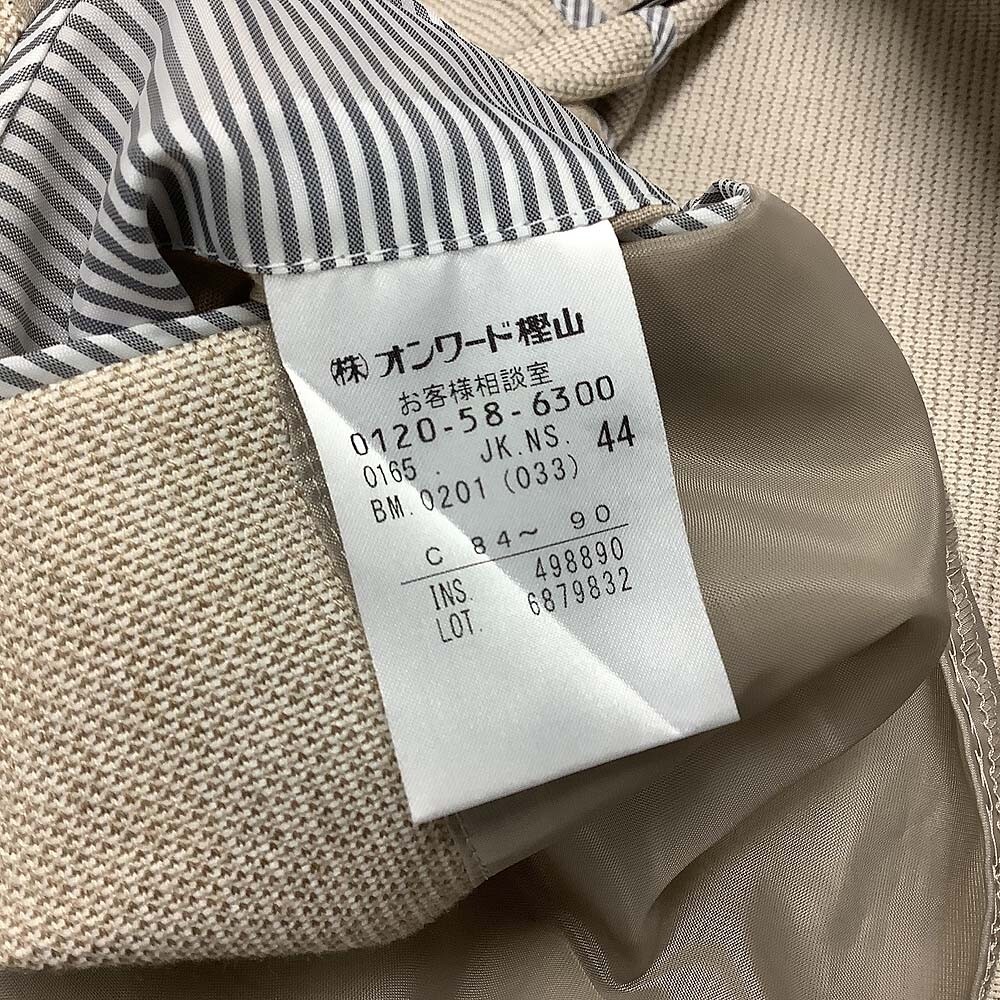 ㈱オンワード樫山
お客様相談室
0120-58-6300
0165. JK.NS. 44
BM.0201(033)
C 84～ 90
INS. 498890
LOT. 6879832